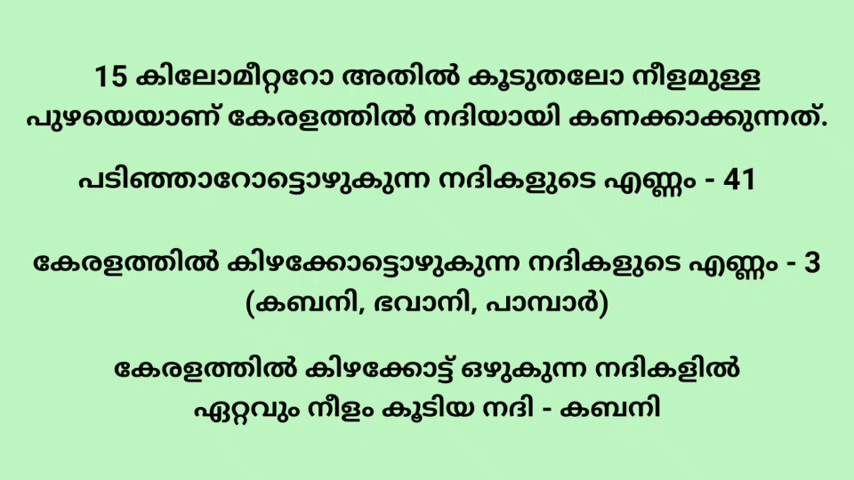 15 കിലോമീറ്ററോ അതിൽ കൂടുതലോ നീളമുള്ള
പുഴയെയാണ് കേരളത്തിൽ നദിയായി കണക്കാക്കുന്നത്.
പടിഞ്ഞാറോട്ടൊഴുകുന്ന നദികളുടെ എണ്ണം - 41
കേരളത്തിൽ കിഴക്കോട്ടൊഴുകുന്ന നദികളുടെ എണ്ണം - 3
(കബനി, ഭവാനി, പാമ്പാർ)
കേരളത്തിൽ കിഴക്കോട്ട് ഒഴുകുന്ന നദികളിൽ
ഏറ്റവും നീളം കൂടിയ നദി - കബനി